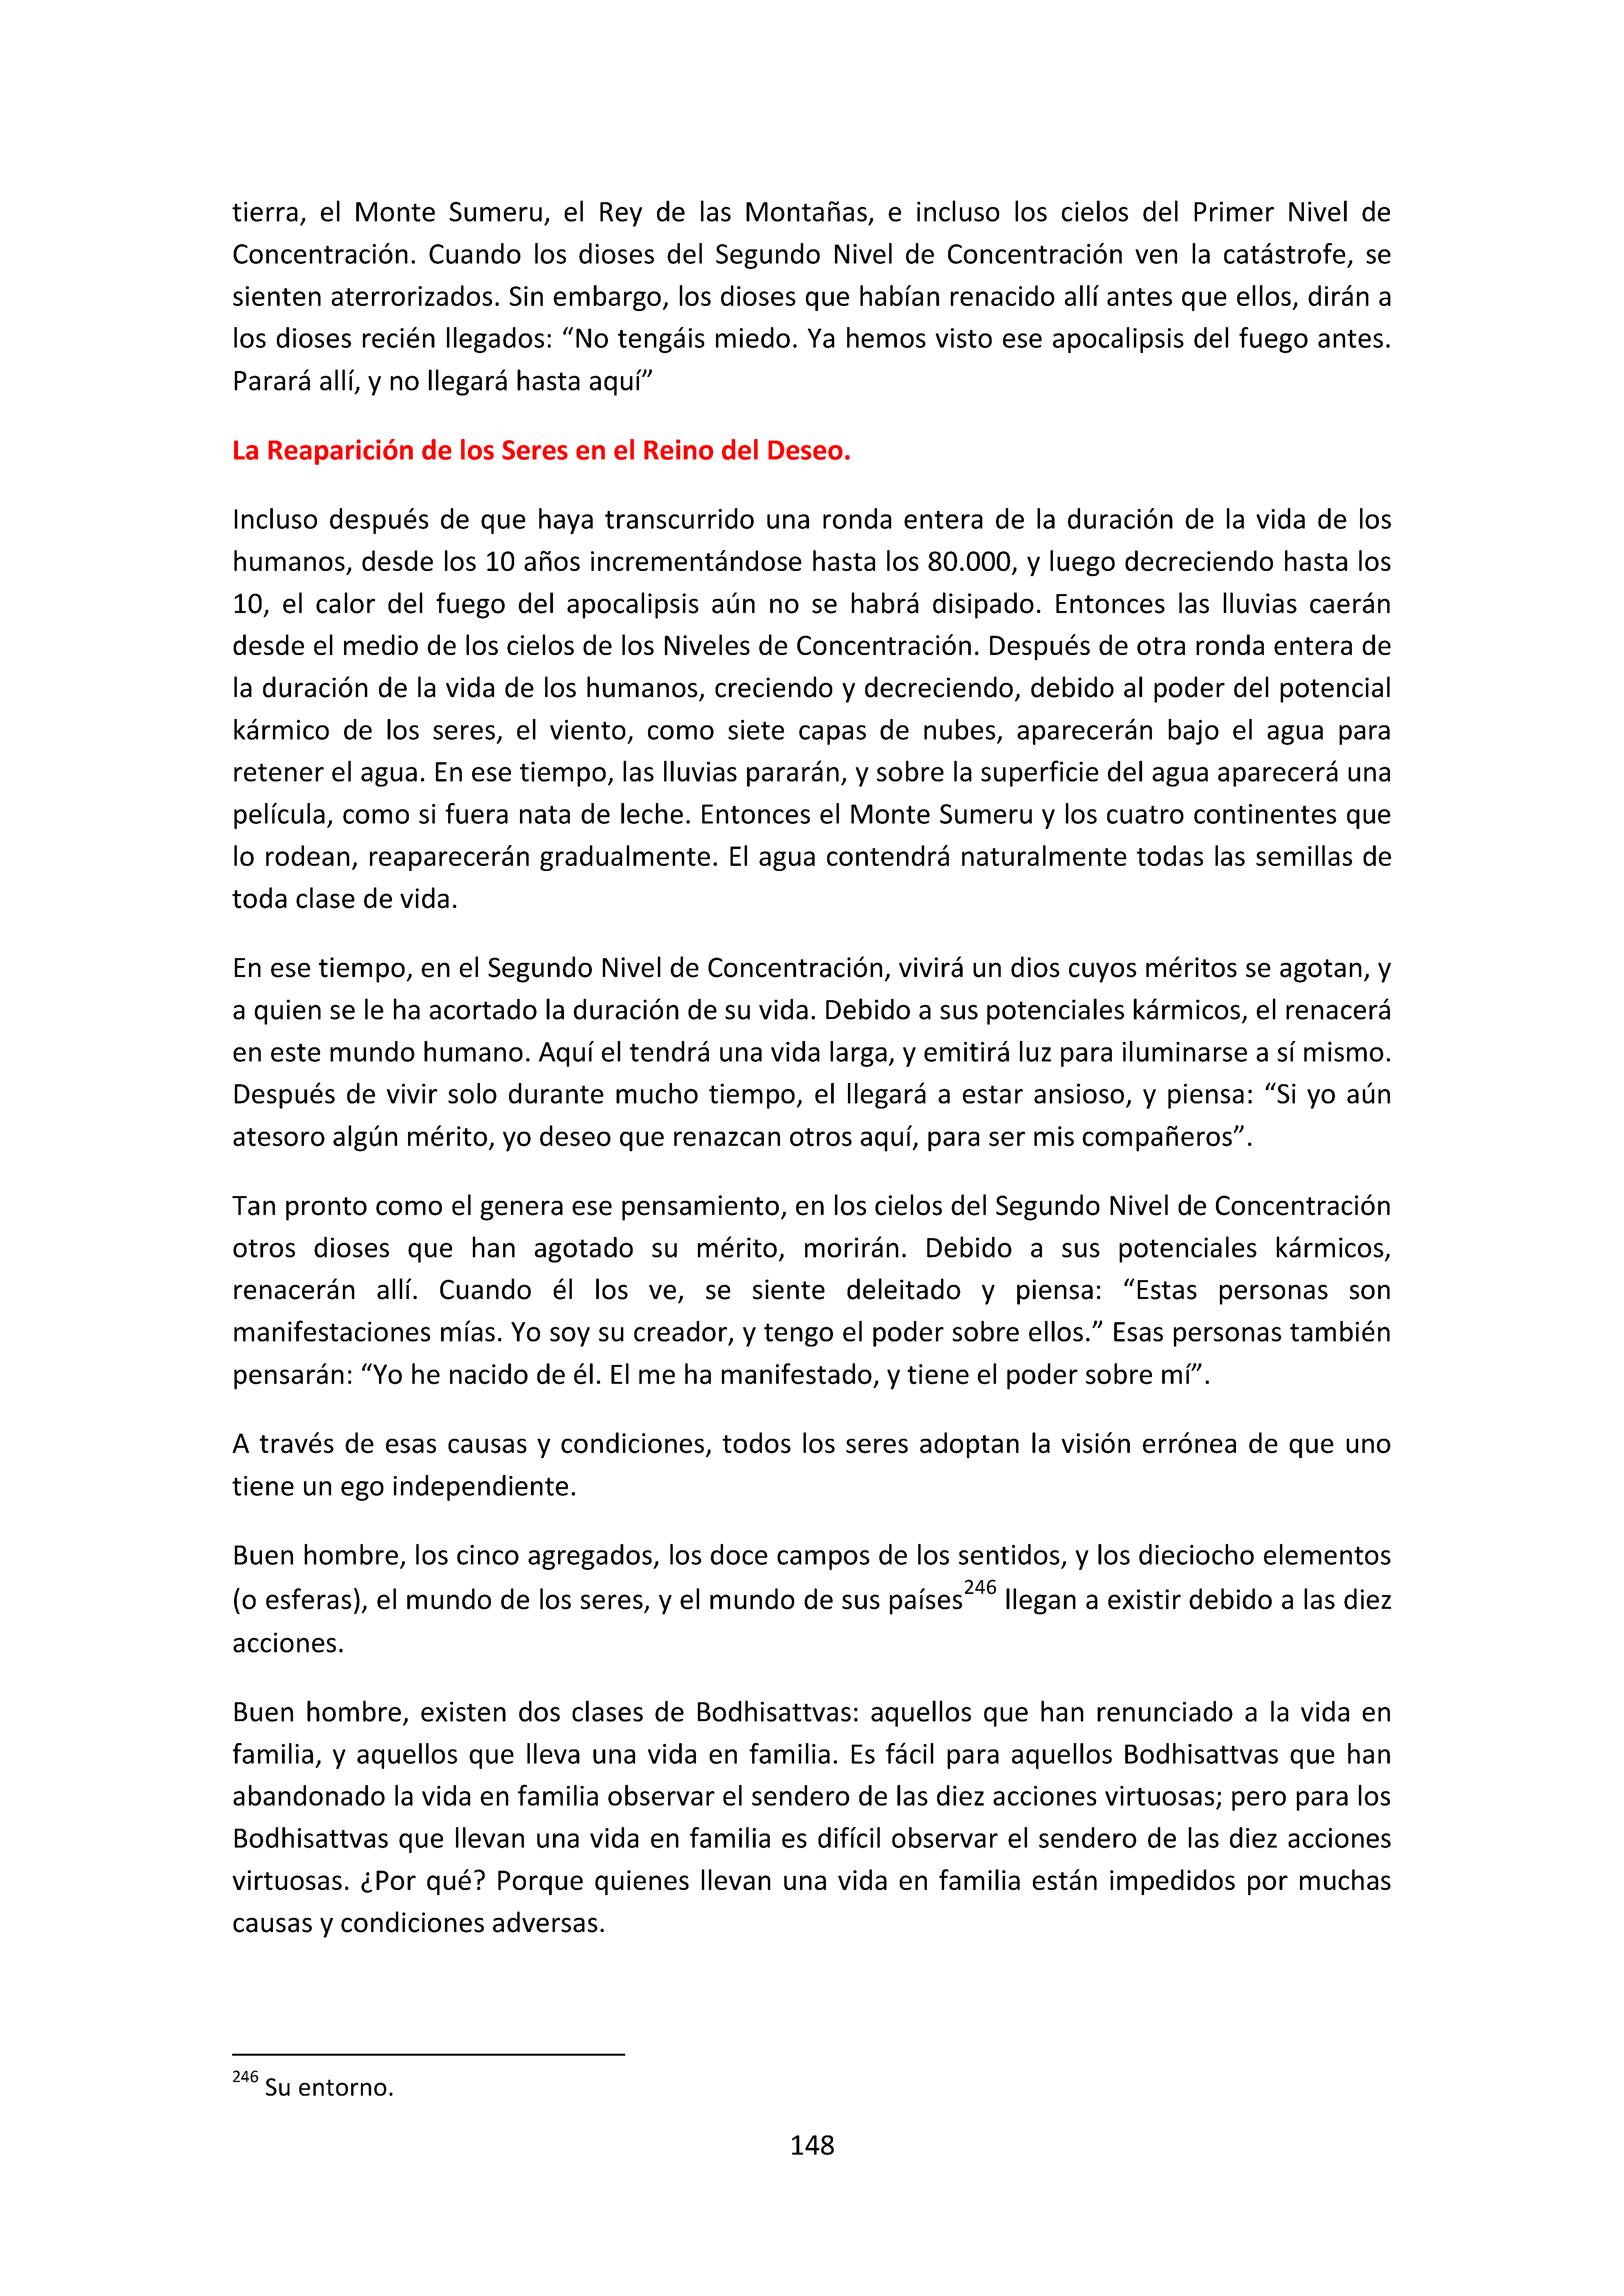 tierra, el Monte Sumeru, el Rey de las Montañas, e incluso los cielos del Primer Nivel de
Concentración. Cuando los dioses del Segundo Nivel de Concentración ven la catástrofe, se
sienten aterrorizados. Sin embargo, los dioses que habían renacido allí antes que ellos, dirán a
los dioses recién llegados: “No tengáis miedo. Ya hemos visto ese apocalipsis del fuego antes.
Parará allí, y no llegará hasta aquí”
La Reaparición de los Seres en el Reino del Deseo.
Incluso después de que haya transcurrido una ronda entera de la duración de la vida de los
humanos, desde los 10 años incrementándose hasta los 80.000, y luego decreciendo hasta los
10, el calor del fuego del apocalipsis aún no se habrá disipado. Entonces las lluvias caerán
desde el medio de los cielos de los Niveles de Concentración. Después de otra ronda entera de
la duración de la vida de los humanos, creciendo y decreciendo, debido al poder del potencial
kármico de los seres, el viento, como siete capas de nubes, aparecerán bajo el agua para
retener el agua. En ese tiempo, las lluvias pararán, y sobre la superficie del agua aparecerá una
película, como si fuera nata de leche. Entonces el Monte Sumeru y los cuatro continentes que
lo rodean, reaparecerán gradualmente. El agua contendrá naturalmente todas las semillas de
toda clase de vida.
En ese tiempo, en el Segundo Nivel de Concentración, vivirá un dios cuyos méritos se agotan, y
a quien se le ha acortado la duración de su vida. Debido a sus potenciales kármicos, el renacerá
en este mundo humano. Aquí el tendrá una vida larga, y emitirá luz para iluminarse a sí mismo.
Después de vivir solo durante mucho tiempo, el llegará a estar ansioso, y piensa: “Si yo aún
atesoro algún mérito, yo deseo que renazcan otros aquí, para ser mis compañeros”.
Tan pronto como el genera ese pensamiento, en los cielos del Segundo Nivel de Concentración
otros dioses que han agotado su mérito, morirán. Debido a sus potenciales kármicos,
renacerán allí. Cuando él los ve, se siente deleitado y piensa: “Estas personas son
manifestaciones mías. Yo soy su creador, y tengo el poder sobre ellos.” Esas personas también
pensarán: “Yo he nacido de él. El me ha manifestado, y tiene el poder sobre mí”.
A través de esas causas y condiciones, todos los seres adoptan la visión errónea de que uno
tiene un ego independiente.
Buen hombre, los cinco agregados, los doce campos de los sentidos, y los dieciocho elementos
(o esferas), el mundo de los seres, y el mundo de sus países246 llegan a existir debido a las diez
acciones.
Buen hombre, existen dos clases de Bodhisattvas: aquellos que han renunciado a la vida en
familia, y aquellos que lleva una vida en familia. Es fácil para aquellos Bodhisattvas que han
abandonado la vida en familia observar el sendero de las diez acciones virtuosas; pero para los
Bodhisattvas que llevan una vida en familia es difícil observar el sendero de las diez acciones
virtuosas. ¿Por qué? Porque quienes llevan una vida en familia están impedidos por muchas
causas y condiciones adversas.
246 Su entorno.
148